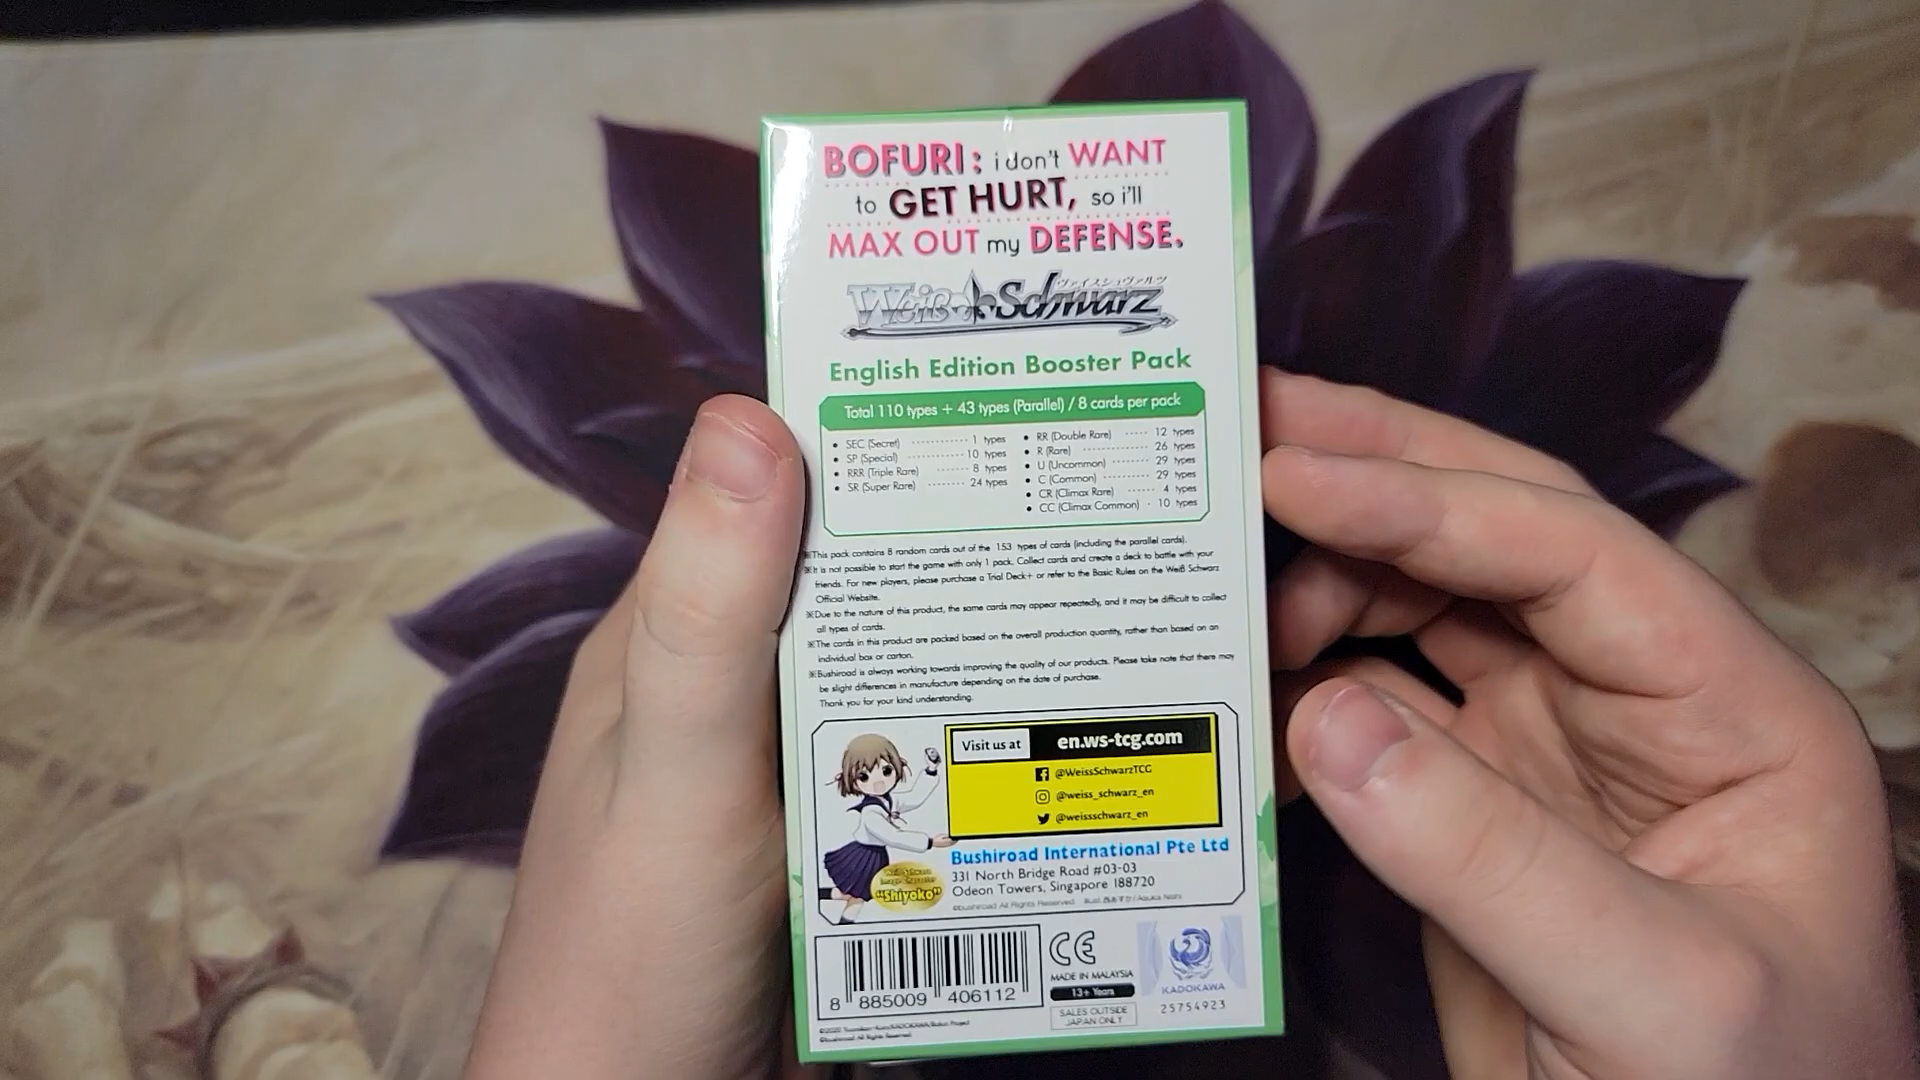 BOFURI: i don't WANT
to GET HURT, so i'll
MAX OUT my DEFENSE.
ヴァイスシュヴァルツ
Weiß Schwarz
English Edition Booster Pack
Total 110 types + 43 types (Parallel) / 8 cards per pack
• SEC (Secret) ············ 1 types
• SP (Special) ············ 10 types
• RRR (Triple Rare) ······· 8 types
• SR (Super Rare) ········ 24 types
• RR (Double Rare) ····· 12 types
• R (Rare) ················ 26 types
• U (Uncommon) ········ 29 types
• C (Common) ············ 29 types
• CR (Climax Rare) ······ 4 types
• CC (Climax Common) · 10 types
※This pack contains 8 random cards out of the 153 types of cards (including the parallel cards).
※It is not possible to start the game with only 1 pack. Collect cards and create a deck to battle with your
friends. For new players, please purchase a Trial Deck+ or refer to the Basic Rules on the Weiß Schwarz
Official Website.
※Due to the nature of this product, the same cards may appear repeatedly, and it may be difficult to collect
all types of cards.
※The cards in this product are packed based on the overall production quantity, rather than based on an
individual box or carton.
※Bushiroad is always working towards improving the quality of our products. Please take note that there may
be slight differences in manufacture depending on the date of purchase.
Thank you for your kind understanding.
Visit us at en.ws-tcg.com
@WeissSchwarzTCG
@weiss_schwarz_en
@weissschwarz_en
Weiß Schwarz
Image Character
"Shiyoko"
Bushiroad International Pte Ltd
331 North Bridge Road #03-03
Odeon Towers, Singapore 188720
©bushiroad All Rights Reserved.
8 885009 406112
CE
MADE IN MALAYSIA
13+ Years
SALES OUTSIDE
JAPAN ONLY
KADOKAWA
25754923
©bushiroad All Rights Reserved.